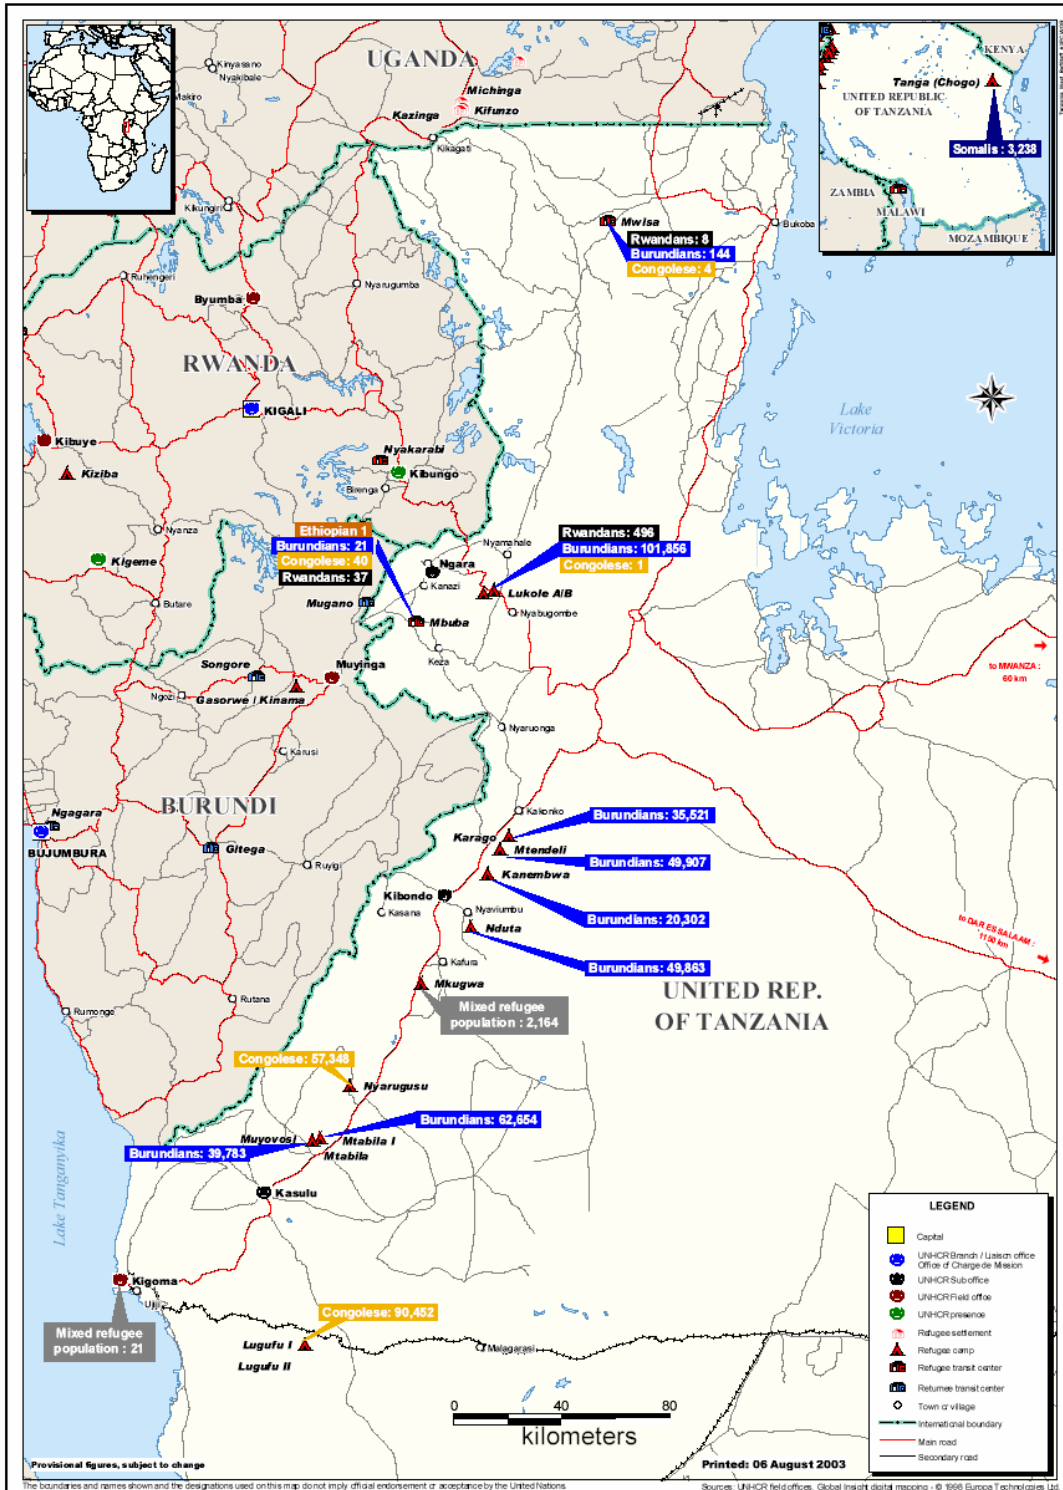 UGANDA
Kinyasano
Nyakibale
Makiro
Michinga
Kifunzo
Kazinga
Kikagati
Kikungiri
KENYA
Tanga (Chogo)
UNITED REPUBLIC
OF TANZANIA
Somalis : 3,238
ZAMBIA
MALAWI
MOZAMBIQUE
Mwisa
Bukoba
Rwandans: 8
Burundians: 144
Congolese: 4
Ruhengeri
Byumba
Nyarugumba
RWANDA
KIGALI
Lake
Victoria
Kibuye
Kiziba
Nyakarabi
Kibungo
Birenga
Nyanza
Kigeme
Butare
Ethiopian 1
Burundians: 21
Congolese: 40
Rwandans: 37
Rwandans: 496
Burundians: 101,856
Congolese: 1
Nyamahale
Ngara
Kanazi
Lukole A/B
Mugano
Nyabugombe
Mbuba
Keza
Songore
Muyinga
Ngozi
Gasorwe / Kinama
to MWANZA :
60 km
Nyaruonga
Karusi
BURUNDI
Ngagara
BUJUMBURA
Gitega
Ruyigi
Kakonko
Burundians: 35,521
Karago
Mtendeli
Burundians: 49,907
Kanembwa
Kibondo
Kasana
Nyaviumbu
Burundians: 20,302
Nduta
to DAR ES SALAAM :
1150 km
Kafura
Burundians: 49,863
Mkugwa
UNITED REP.
OF TANZANIA
Rutana
Rumonge
Mixed refugee
population : 2,164
Congolese: 57,348
Nyarugusu
Burundians: 62,654
Muyovosi
Mtabila I
Burundians: 39,783
Mtabila
Lake Tanganyika
Kasulu
Kigoma
Ujiji
Mixed refugee
population : 21
Congolese: 90,452
Lugufu I
Lugufu II
Malagarasi
LEGEND
Capital
UNHCR Branch / Liaison office
Office of Charge de Mission
UNHCR Sub office
UNHCR Field office
UNHCR presence
Refugee settlement
Refugee camp
Refugee transit center
Returnee transit center
Town or village
International boundary
Main road
Secondary road
0 40 80
kilometers
Provisional figures, subject to change
Printed: 06 August 2003
The boundaries and names shown and the designations used on this map do not imply official endorsement or acceptance by the United Nations.
Sources: UNHCR field offices, Global Insight digital mapping - © 1998 Europa Technologies Ltd.